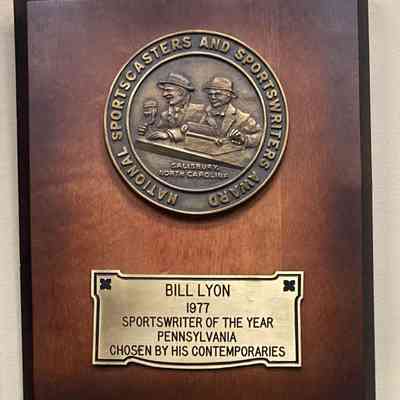 NATIONAL SPORTSCASTERS AND SPORTSWRITERS AWARD
SALISBURY,
NORTH CAROLINA
BILL LYON
1977
SPORTSWRITER OF THE YEAR
PENNSYLVANIA
CHOSEN BY HIS CONTEMPORARIES